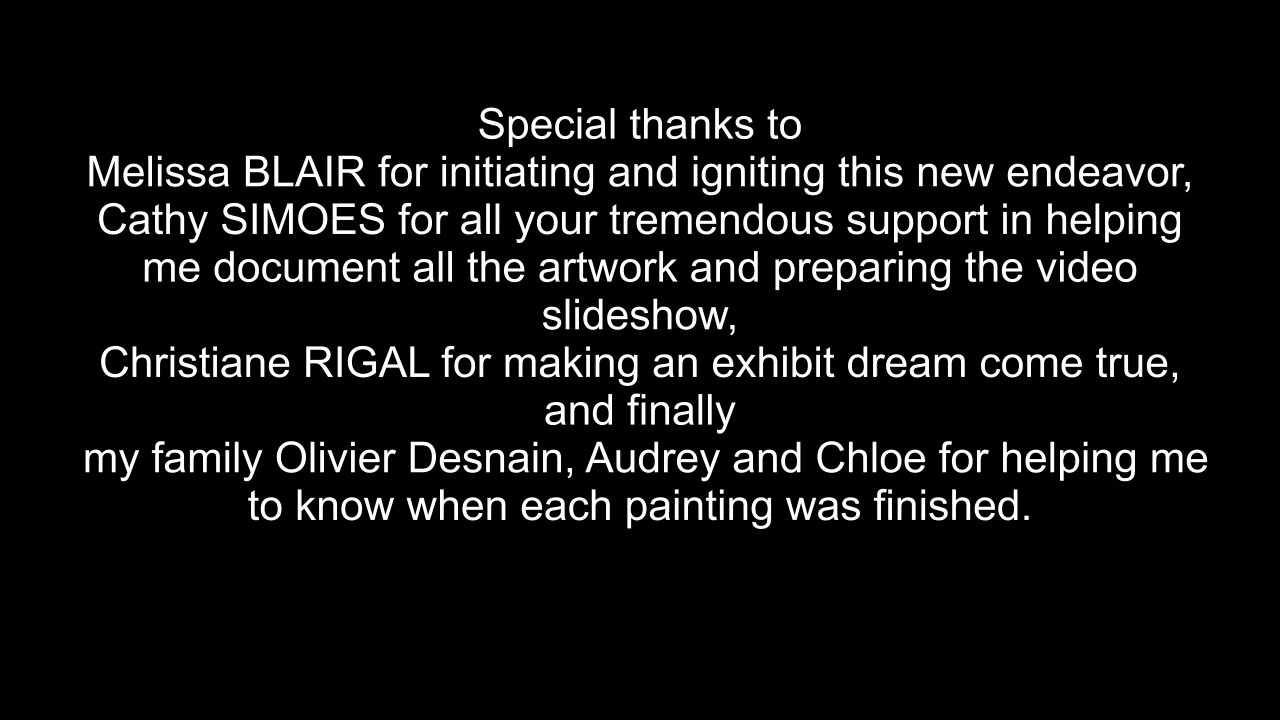 Special thanks to
Melissa BLAIR for initiating and igniting this new endeavor,
Cathy SIMOES for all your tremendous support in helping
me document all the artwork and preparing the video
slideshow,
Christiane RIGAL for making an exhibit dream come true,
and finally
my family Olivier Desnain, Audrey and Chloe for helping me
to know when each painting was finished.